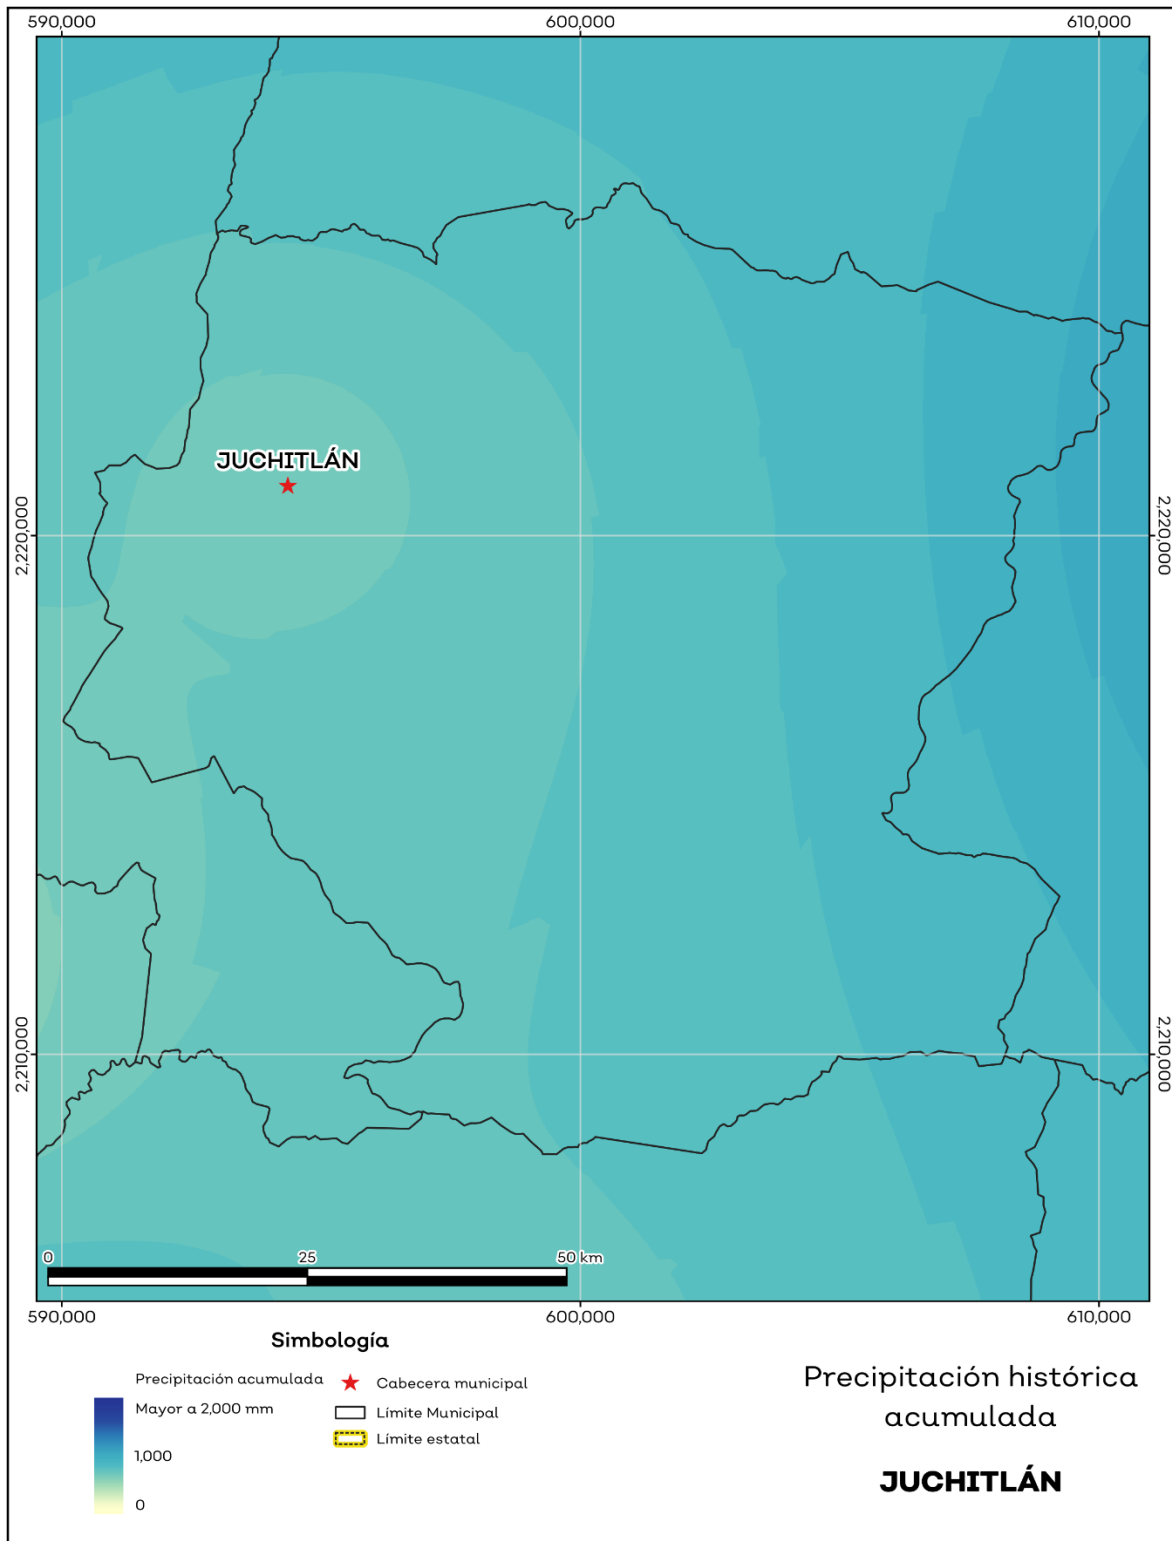 590,000 600,000 610,000
JUCHITLÁN
2,220,000 2,220,000
2,210,000 2,210,000
0 25 50 km
590,000 600,000 610,000
Simbología
Precipitación acumulada
Mayor a 2,000 mm
1,000
0
Cabecera municipal
Límite Municipal
Límite estatal
Precipitación histórica
acumulada
JUCHITLÁN